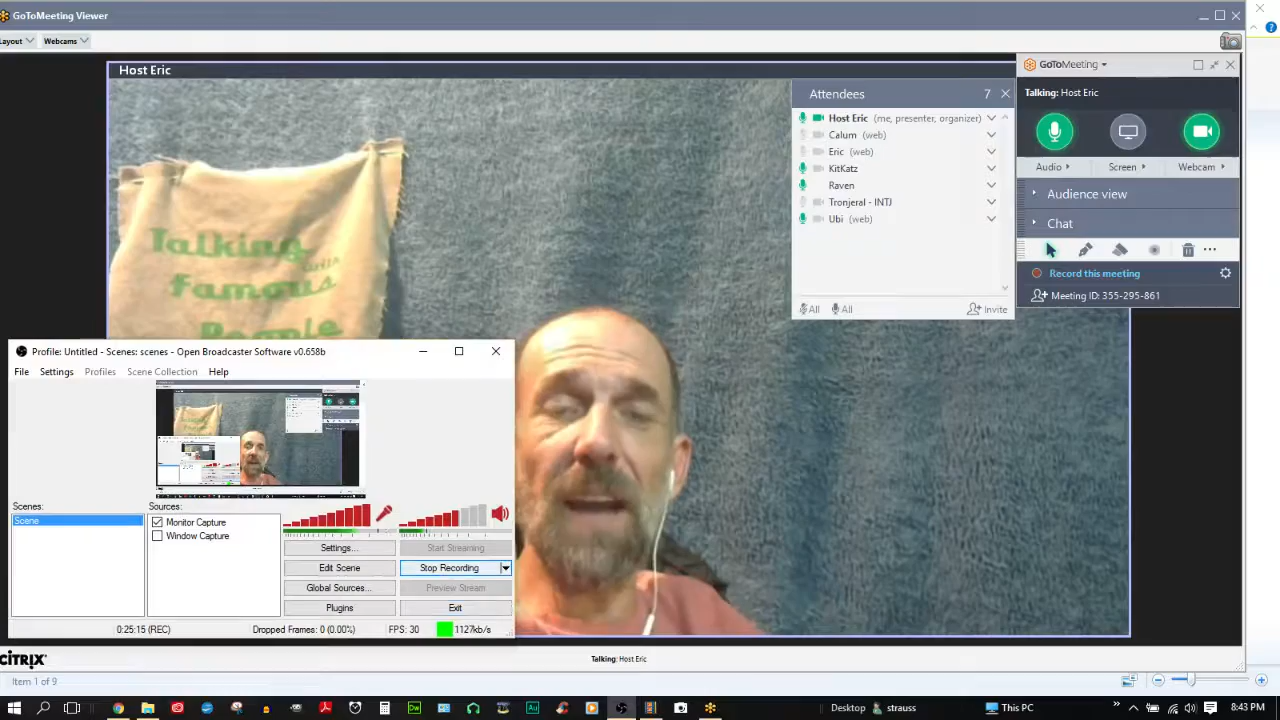 GoToMeeting Viewer
Layout
Webcams
Host Eric
GoToMeeting
Talking: Host Eric
Attendees 7
Host Eric (me, presenter, organizer)
Calum (web)
Eric (web)
KitKatz
Raven
Tronjeral - INTJ
Ubi (web)
All
All
Invite
Audio
Screen
Webcam
Audience view
Chat
Record this meeting
Meeting ID: 355-295-861
Talking
famous
People
Profile: Untitled - Scenes: scenes - Open Broadcaster Software v0.658b
File Settings Profiles Scene Collection Help
Scenes:
Sources:
Scene
Monitor Capture
Window Capture
Settings...
Start Streaming
Edit Scene
Stop Recording
Global Sources...
Preview Stream
Plugins
Exit
0:25:15 (REC)
Dropped Frames: 0 (0.00%)
FPS: 30
1127kb/s
CITRIX
Talking: Host Eric
Item 1 of 9
Desktop
strauss
This PC
8:43 PM